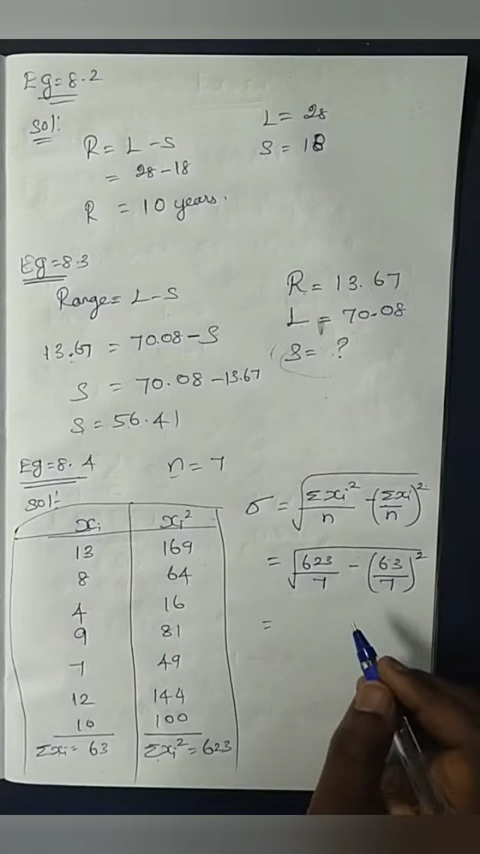 Eg=8.2
Sol:
L = 28
R = L - S
S = 18
= 28 - 18
R = 10 years.
Eg=8.3
Range = L - S
R = 13.67
L = 70.08
13.67 = 70.08 - S
S = ?
S = 70.08 - 13.67
S = 56.41
Eg=8.4 n = 7
Sol:
xᵢ xᵢ²
13 169
8 64
4 16
9 81
7 49
12 144
10 100
Σxᵢ = 63 Σxᵢ² = 623
σ = √(Σxᵢ²/n - (Σxᵢ/n)²)
= √(623/7 - (63/7)²)
=